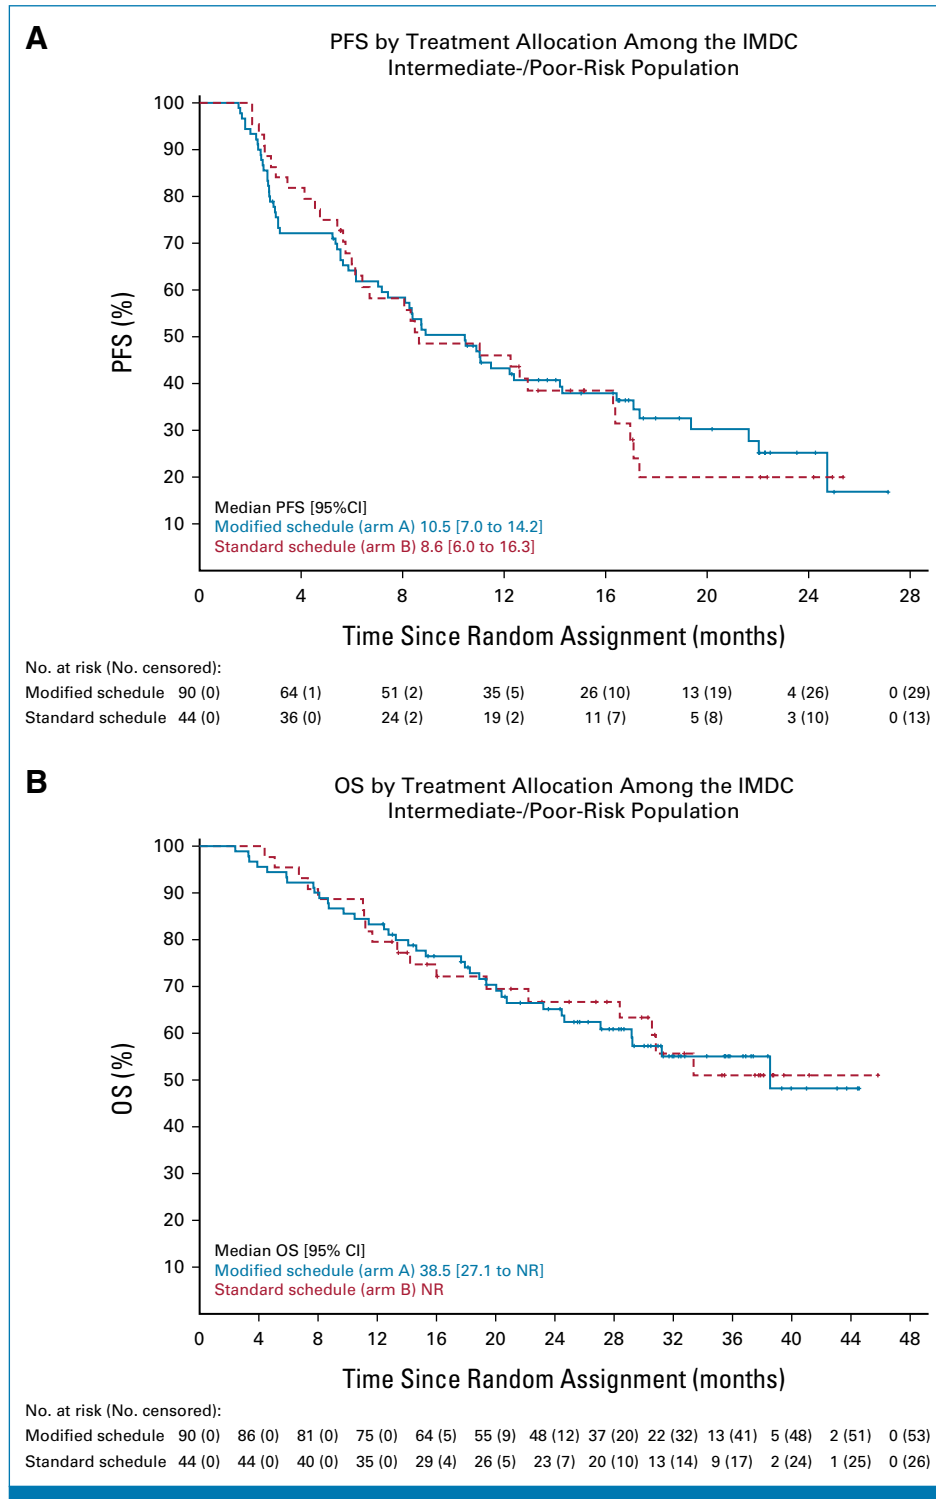 A
PFS by Treatment Allocation Among the IMDC
Intermediate-/Poor-Risk Population
100
90
80
70
60
50
40
30
20
10
PFS (%)
Median PFS [95%CI]
Modified schedule (arm A) 10.5 [7.0 to 14.2]
Standard schedule (arm B) 8.6 [6.0 to 16.3]
0 4 8 12 16 20 24 28
Time Since Random Assignment (months)
No. at risk (No. censored):
Modified schedule 90 (0) 64 (1) 51 (2) 35 (5) 26 (10) 13 (19) 4 (26) 0 (29)
Standard schedule 44 (0) 36 (0) 24 (2) 19 (2) 11 (7) 5 (8) 3 (10) 0 (13)
B
OS by Treatment Allocation Among the IMDC
Intermediate-/Poor-Risk Population
100
90
80
70
60
50
40
30
20
10
OS (%)
Median OS [95% CI]
Modified schedule (arm A) 38.5 [27.1 to NR]
Standard schedule (arm B) NR
0 4 8 12 16 20 24 28 32 36 40 44 48
Time Since Random Assignment (months)
No. at risk (No. censored):
Modified schedule 90 (0) 86 (0) 81 (0) 75 (0) 64 (5) 55 (9) 48 (12) 37 (20) 22 (32) 13 (41) 5 (48) 2 (51) 0 (53)
Standard schedule 44 (0) 44 (0) 40 (0) 35 (0) 29 (4) 26 (5) 23 (7) 20 (10) 13 (14) 9 (17) 2 (24) 1 (25) 0 (26)